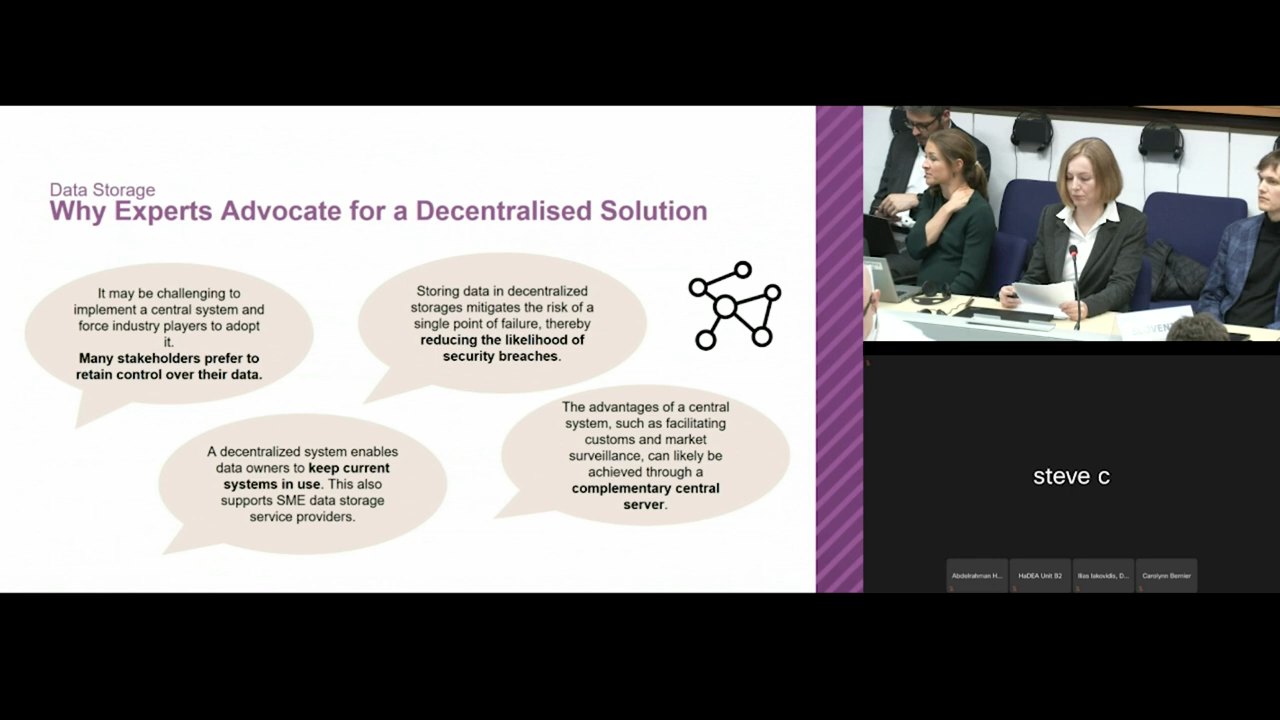 Data Storage
Why Experts Advocate for a Decentralised Solution
It may be challenging to
implement a central system and
force industry players to adopt
it.
Many stakeholders prefer to
retain control over their data.
Storing data in decentralized
storages mitigates the risk of a
single point of failure, thereby
reducing the likelihood of
security breaches.
A decentralized system enables
data owners to keep current
systems in use. This also
supports SME data storage
service providers.
The advantages of a central
system, such as facilitating
customs and market
surveillance, can likely be
achieved through a
complementary central
server.
steve c
Abdelrahman H...
HaDEA Unit B2
Ilias Iakovidis, D...
Carolynn Bernier